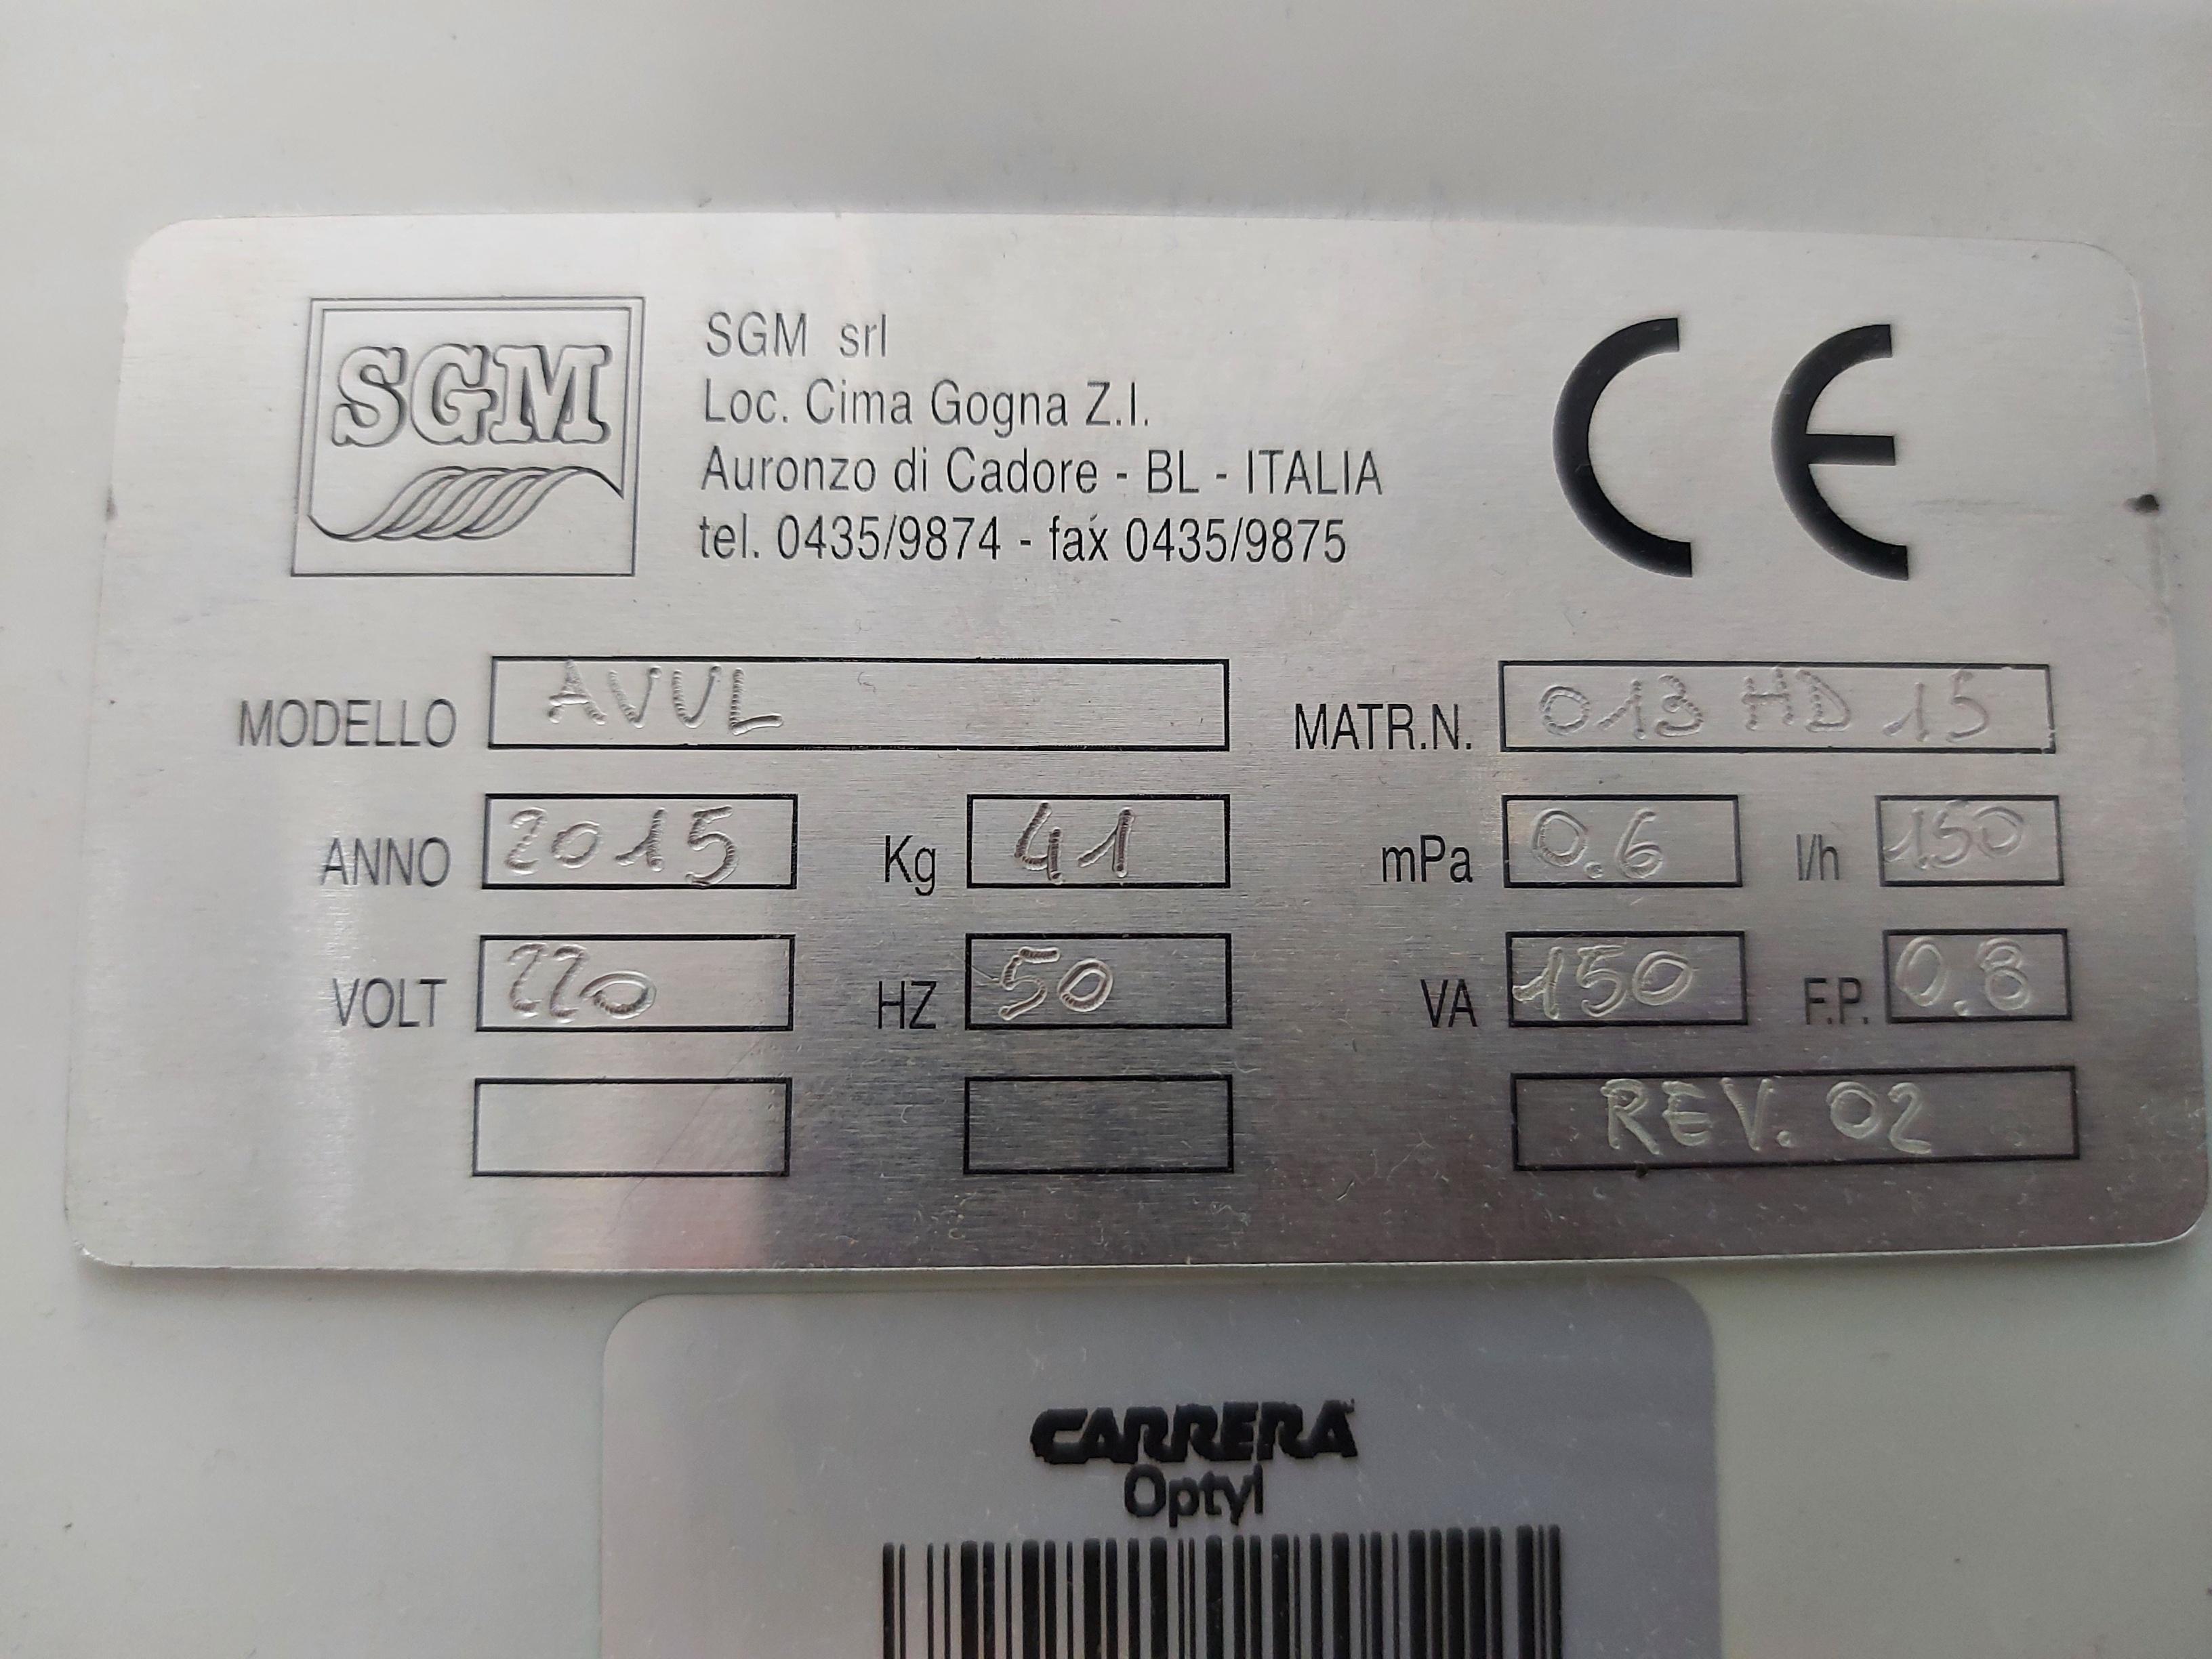 SGM
SGM srl
Loc. Cima Gogna Z.I.
Auronzo di Cadore - BL - ITALIA
tel. 0435/9874 - fax 0435/9875
CE
MODELLO AVVL MATR.N. 013 HD 15
ANNO 2015 Kg 41 mPa 0.6 l/h 150
VOLT 220 HZ 50 VA 150 F.P. 0.8
REV. 02
CARRERA
Optyl